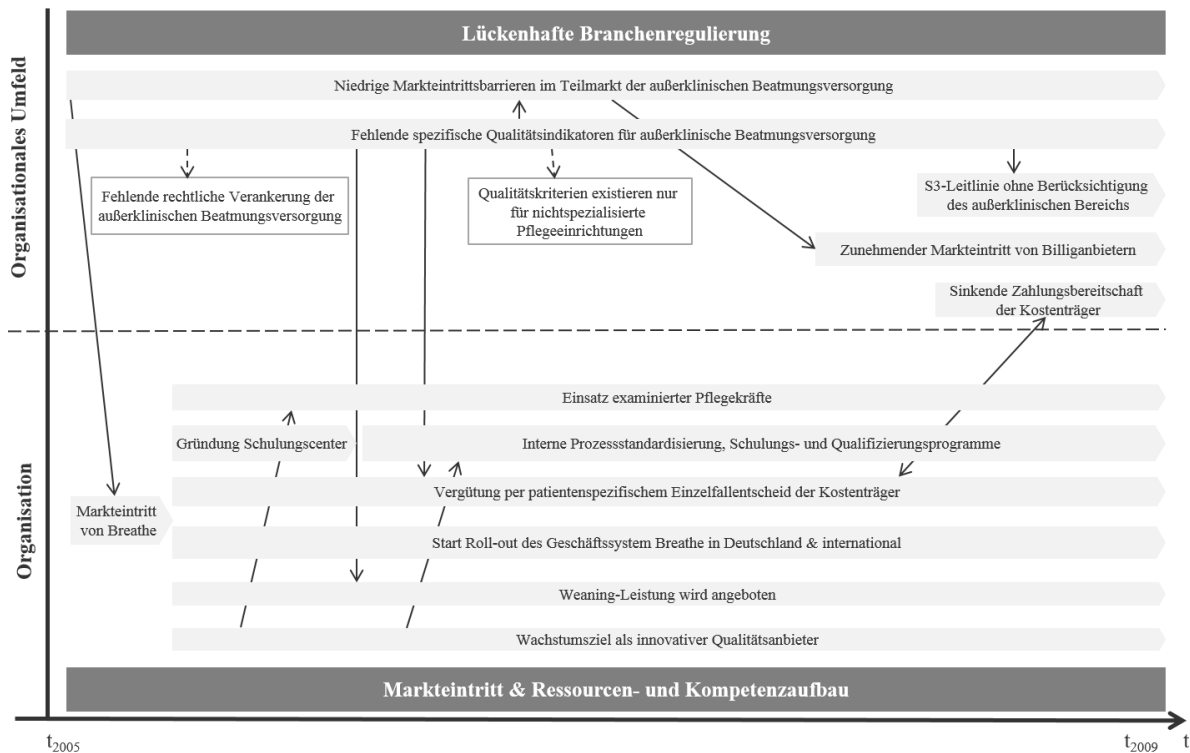 Lückenhafte Branchenregulierung
Organisationales Umfeld
Niedrige Markteintrittsbarrieren im Teilmarkt der außerklinischen Beatmungsversorgung
Fehlende spezifische Qualitätsindikatoren für außerklinische Beatmungsversorgung
Fehlende rechtliche Verankerung der
außerklinischen Beatmungsversorgung
Qualitätskriterien existieren nur
für nichtspezialisierte
Pflegeeinrichtungen
S3-Leitlinie ohne Berücksichtigung
des außerklinischen Bereichs
Zunehmender Markteintritt von Billiganbietern
Sinkende Zahlungsbereitschaft
der Kostenträger
Organisation
Einsatz examinierter Pflegekräfte
Gründung Schulungscenter
Interne Prozessstandardisierung, Schulungs- und Qualifizierungsprogramme
Vergütung per patientenspezifischem Einzelfallentscheid der Kostenträger
Markteintritt
von Breathe
Start Roll-out des Geschäftssystem Breathe in Deutschland & international
Weaning-Leistung wird angeboten
Wachstumsziel als innovativer Qualitätsanbieter
Markteintritt & Ressourcen- und Kompetenzaufbau
t2005
t2009
t